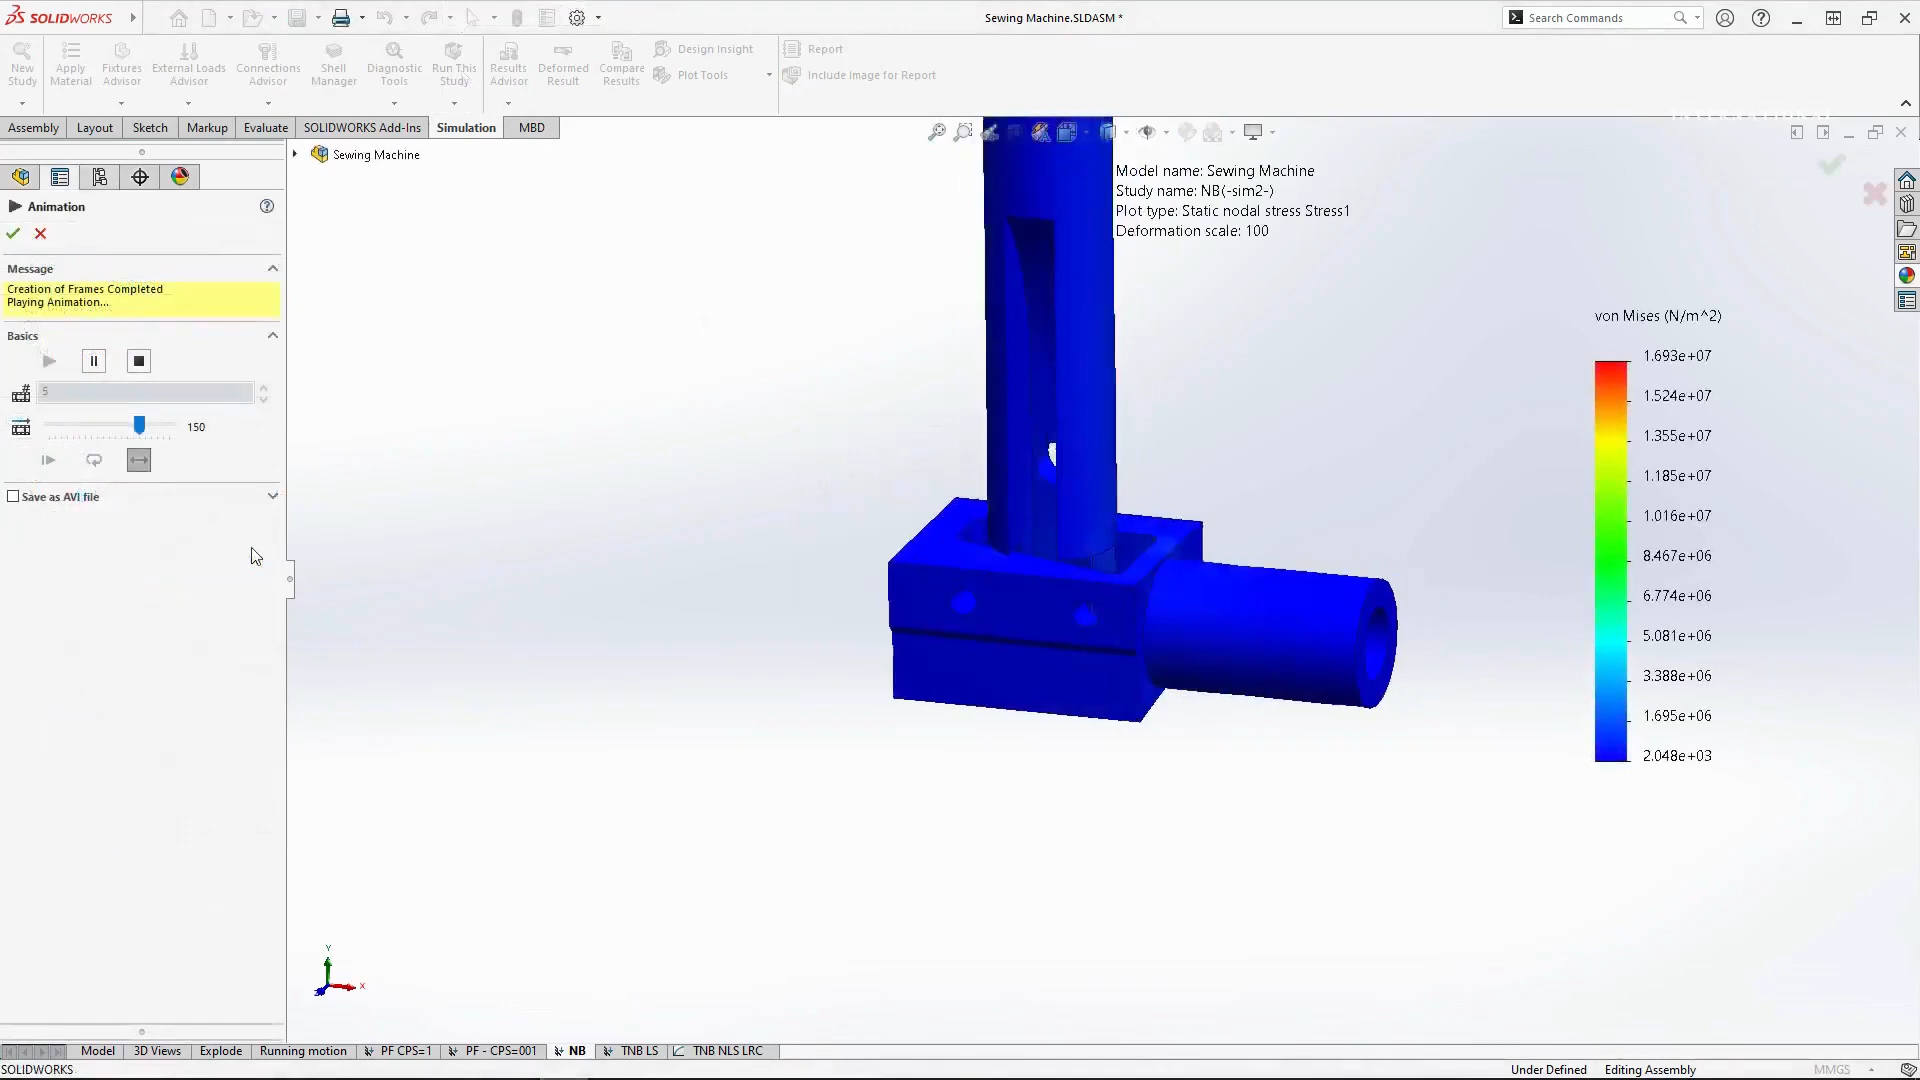 SOLIDWORKS
Sewing Machine.SLDASM *
Search Commands
New Study
Apply Material
Fixtures Advisor
External Loads Advisor
Connections Advisor
Shell Manager
Diagnostic Tools
Run This Study
Results Advisor
Deformed Result
Compare Results
Design Insight
Plot Tools
Report
Include Image for Report
Assembly
Layout
Sketch
Markup
Evaluate
SOLIDWORKS Add-Ins
Simulation
MBD
Sewing Machine
Animation
Message
Creation of Frames Completed
Playing Animation...
Basics
5
150
Save as AVI file
Model name: Sewing Machine
Study name: NB(-sim2-)
Plot type: Static nodal stress Stress1
Deformation scale: 100
von Mises (N/m^2)
1.693e+07
1.524e+07
1.355e+07
1.185e+07
1.016e+07
8.467e+06
6.774e+06
5.081e+06
3.388e+06
1.695e+06
2.048e+03
Y
X
Model
3D Views
Explode
Running motion
PF CPS=1
PF - CPS=001
NB
TNB LS
TNB NLS LRC
SOLIDWORKS
Under Defined
Editing Assembly
MMGS